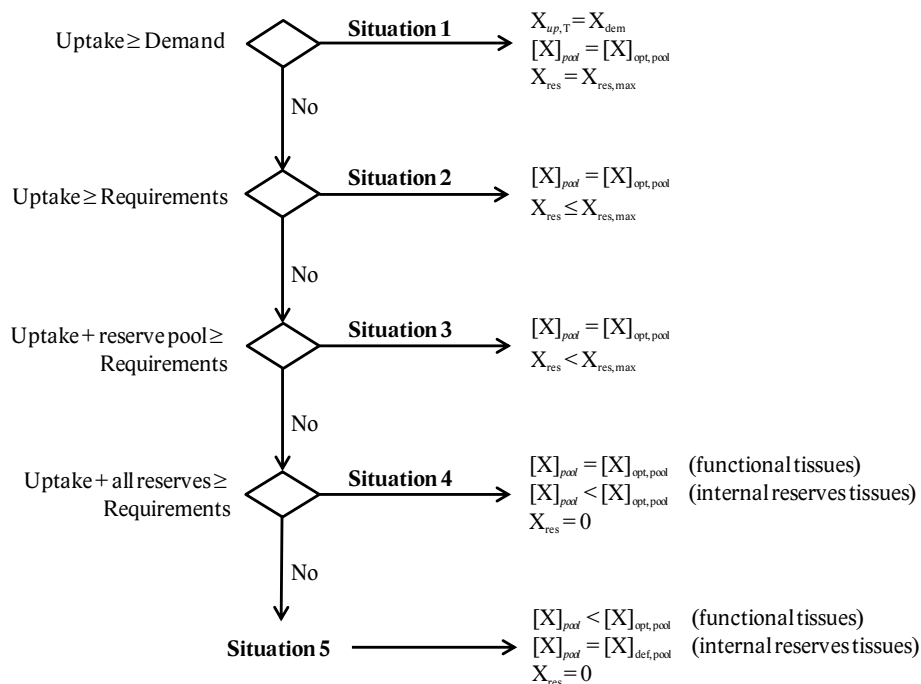 Uptake ≥ Demand
Situation 1
X_up,T = X_dem
[X]_pool = [X]_opt,pool
X_res = X_res,max
No
Uptake ≥ Requirements
Situation 2
[X]_pool = [X]_opt,pool
X_res ≤ X_res,max
No
Uptake + reserve pool ≥
Requirements
Situation 3
[X]_pool = [X]_opt,pool
X_res < X_res,max
No
Uptake + all reserves ≥
Requirements
Situation 4
[X]_pool = [X]_opt,pool (functional tissues)
[X]_pool < [X]_opt,pool (internal reserves tissues)
X_res = 0
No
Situation 5
[X]_pool < [X]_opt,pool (functional tissues)
[X]_pool = [X]_def,pool (internal reserves tissues)
X_res = 0